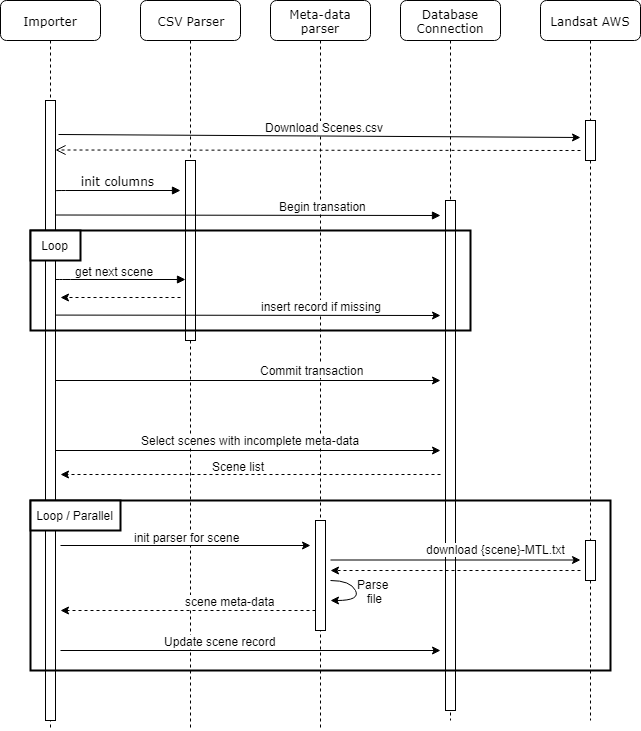 Importer
CSV Parser
Meta-data
parser
Database
Connection
Landsat AWS
Download Scenes.csv
init columns
Begin transation
Loop
get next scene
insert record if missing
Commit transaction
Select scenes with incomplete meta-data
Scene list
Loop / Parallel
init parser for scene
download {scene}-MTL.txt
Parse
file
scene meta-data
Update scene record